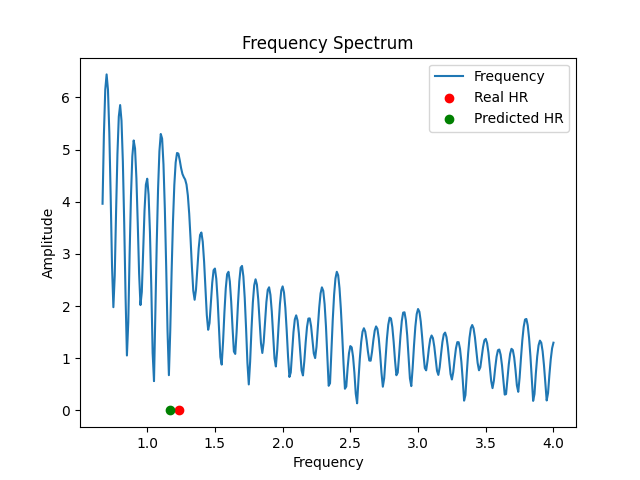 Frequency Spectrum
Frequency
Real HR
Predicted HR
Amplitude
6
5
4
3
2
1
0
1.0 1.5 2.0 2.5 3.0 3.5 4.0
Frequency